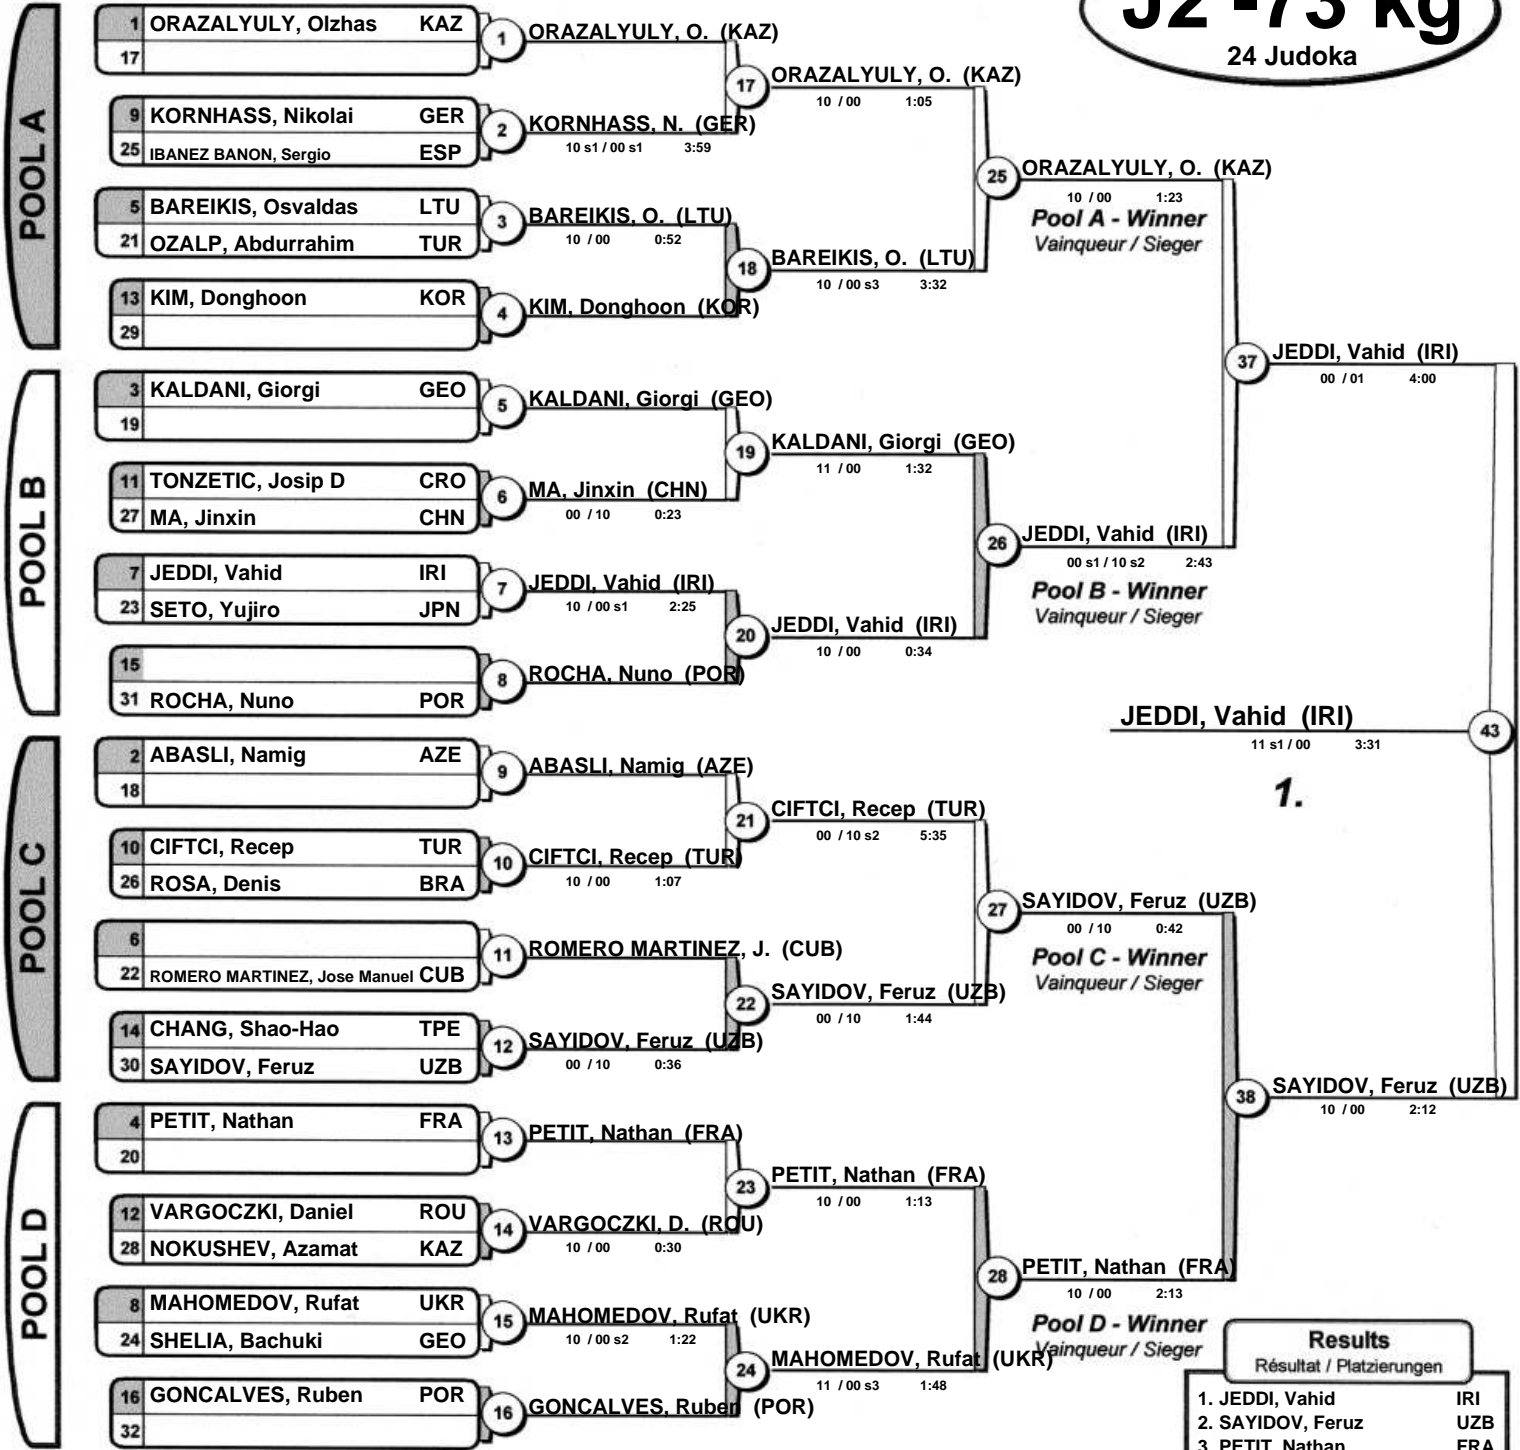 J2 -73 kg
24 Judoka
POOL A
1 ORAZALYULY, Olzhas KAZ
17
1
ORAZALYULY, O. (KAZ)
9 KORNHASS, Nikolai GER
25 IBANEZ BANON, Sergio ESP
2
KORNHASS, N. (GER)
10 s1 / 00 s1 3:59
17
ORAZALYULY, O. (KAZ)
10 / 00 1:05
5 BAREIKIS, Osvaldas LTU
21 OZALP, Abdurrahim TUR
3
BAREIKIS, O. (LTU)
10 / 00 0:52
13 KIM, Donghoon KOR
29
4
KIM, Donghoon (KOR)
18
BAREIKIS, O. (LTU)
10 / 00 s3 3:32
25
ORAZALYULY, O. (KAZ)
10 / 00 1:23
Pool A - Winner
Vainqueur / Sieger
POOL B
3 KALDANI, Giorgi GEO
19
5
KALDANI, Giorgi (GEO)
11 TONZETIC, Josip D CRO
27 MA, Jinxin CHN
6
MA, Jinxin (CHN)
00 / 10 0:23
19
KALDANI, Giorgi (GEO)
11 / 00 1:32
7 JEDDI, Vahid IRI
23 SETO, Yujiro JPN
7
JEDDI, Vahid (IRI)
10 / 00 s1 2:25
15
31 ROCHA, Nuno POR
8
ROCHA, Nuno (POR)
20
JEDDI, Vahid (IRI)
10 / 00 0:34
26
JEDDI, Vahid (IRI)
00 s1 / 10 s2 2:43
Pool B - Winner
Vainqueur / Sieger
37
JEDDI, Vahid (IRI)
00 / 01 4:00
POOL C
2 ABASLI, Namig AZE
18
9
ABASLI, Namig (AZE)
10 CIFTCI, Recep TUR
26 ROSA, Denis BRA
10
CIFTCI, Recep (TUR)
10 / 00 1:07
21
CIFTCI, Recep (TUR)
00 / 10 s2 5:35
6
22 ROMERO MARTINEZ, Jose Manuel CUB
11
ROMERO MARTINEZ, J. (CUB)
14 CHANG, Shao-Hao TPE
30 SAYIDOV, Feruz UZB
12
SAYIDOV, Feruz (UZB)
00 / 10 0:36
22
SAYIDOV, Feruz (UZB)
00 / 10 1:44
27
SAYIDOV, Feruz (UZB)
00 / 10 0:42
Pool C - Winner
Vainqueur / Sieger
POOL D
4 PETIT, Nathan FRA
20
13
PETIT, Nathan (FRA)
12 VARGOCZKI, Daniel ROU
28 NOKUSHEV, Azamat KAZ
14
VARGOCZKI, D. (ROU)
10 / 00 0:30
23
PETIT, Nathan (FRA)
10 / 00 1:13
8 MAHOMEDOV, Rufat UKR
24 SHELIA, Bachuki GEO
15
MAHOMEDOV, Rufat (UKR)
10 / 00 s2 1:22
16 GONCALVES, Ruben POR
32
16
GONCALVES, Ruben (POR)
24
MAHOMEDOV, Rufat (UKR)
11 / 00 s3 1:48
28
PETIT, Nathan (FRA)
10 / 00 2:13
Pool D - Winner
Vainqueur / Sieger
38
SAYIDOV, Feruz (UZB)
10 / 00 2:12
43
JEDDI, Vahid (IRI)
11 s1 / 00 3:31
1.
Results
Résultat / Platzierungen
1. JEDDI, Vahid IRI
2. SAYIDOV, Feruz UZB
3. PETIT, Nathan FRA